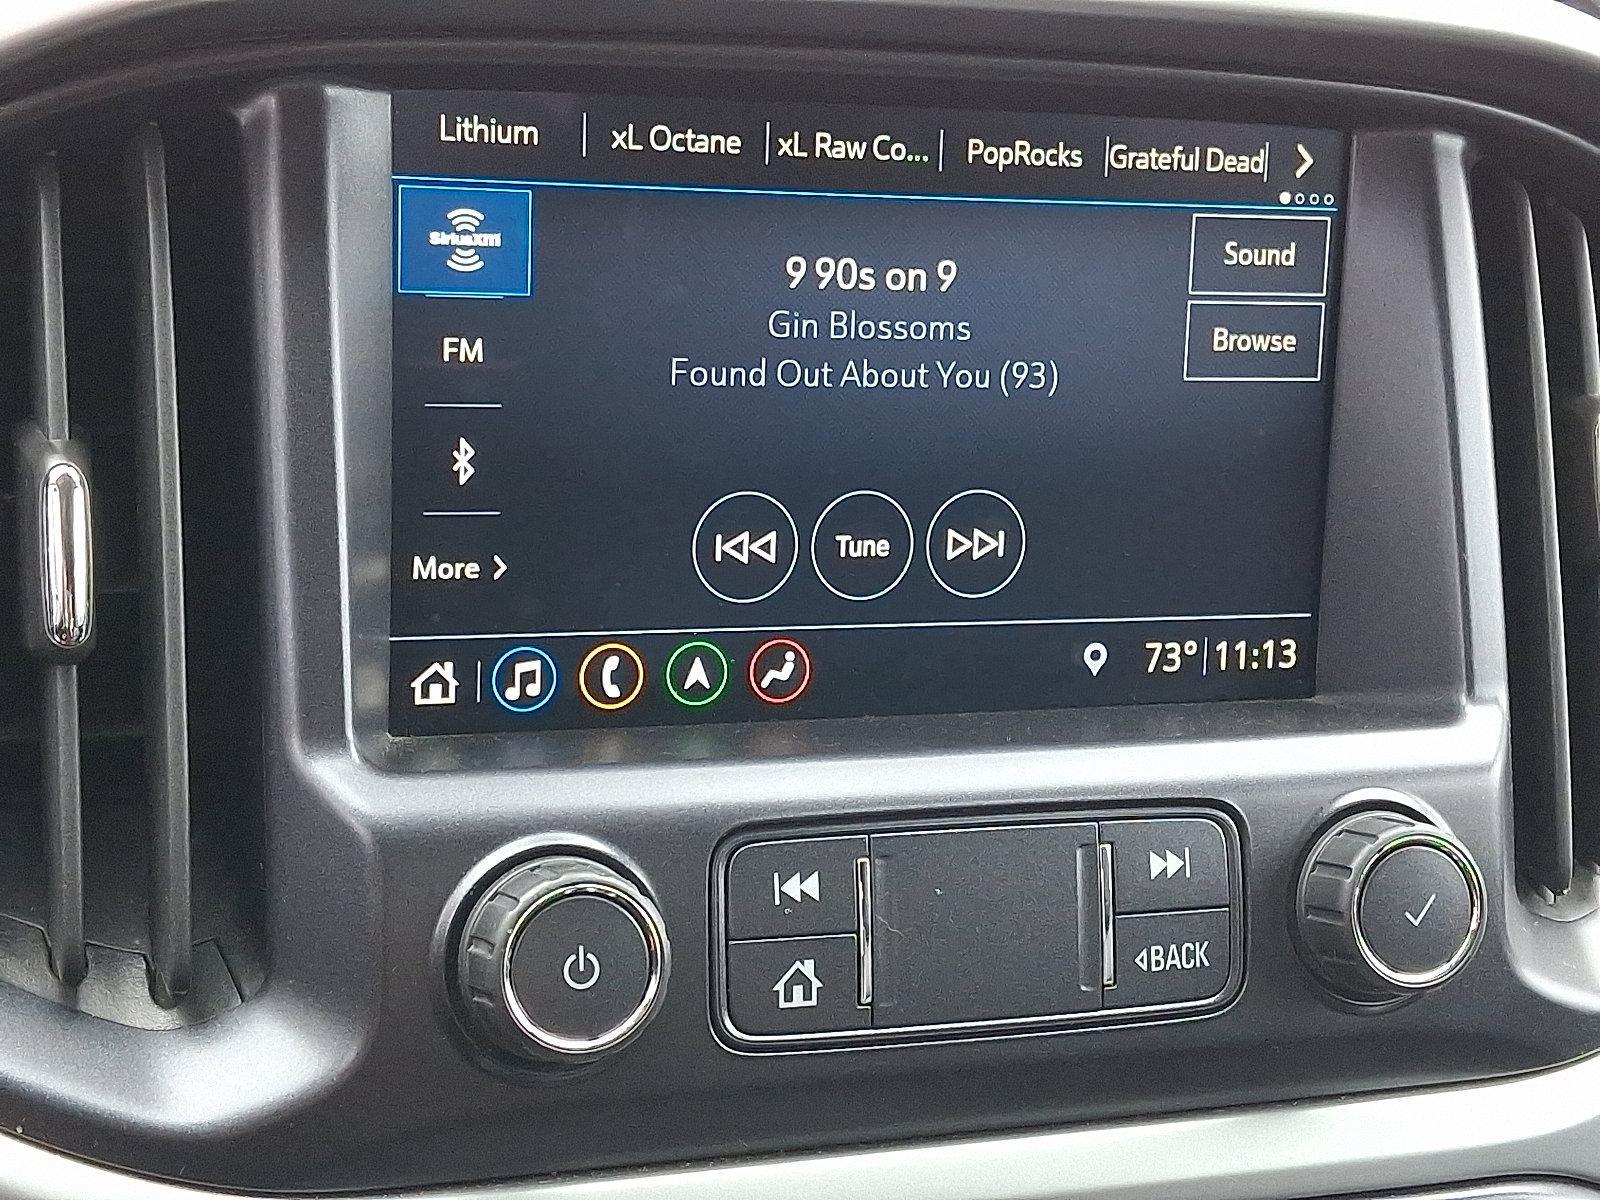 Lithium
xL Octane
xL Raw Co...
PopRocks
Grateful Dead
SiriusXM
9 90s on 9
Sound
Gin Blossoms
FM
Browse
Found Out About You (93)
Tune
More
73° 11:13
BACK